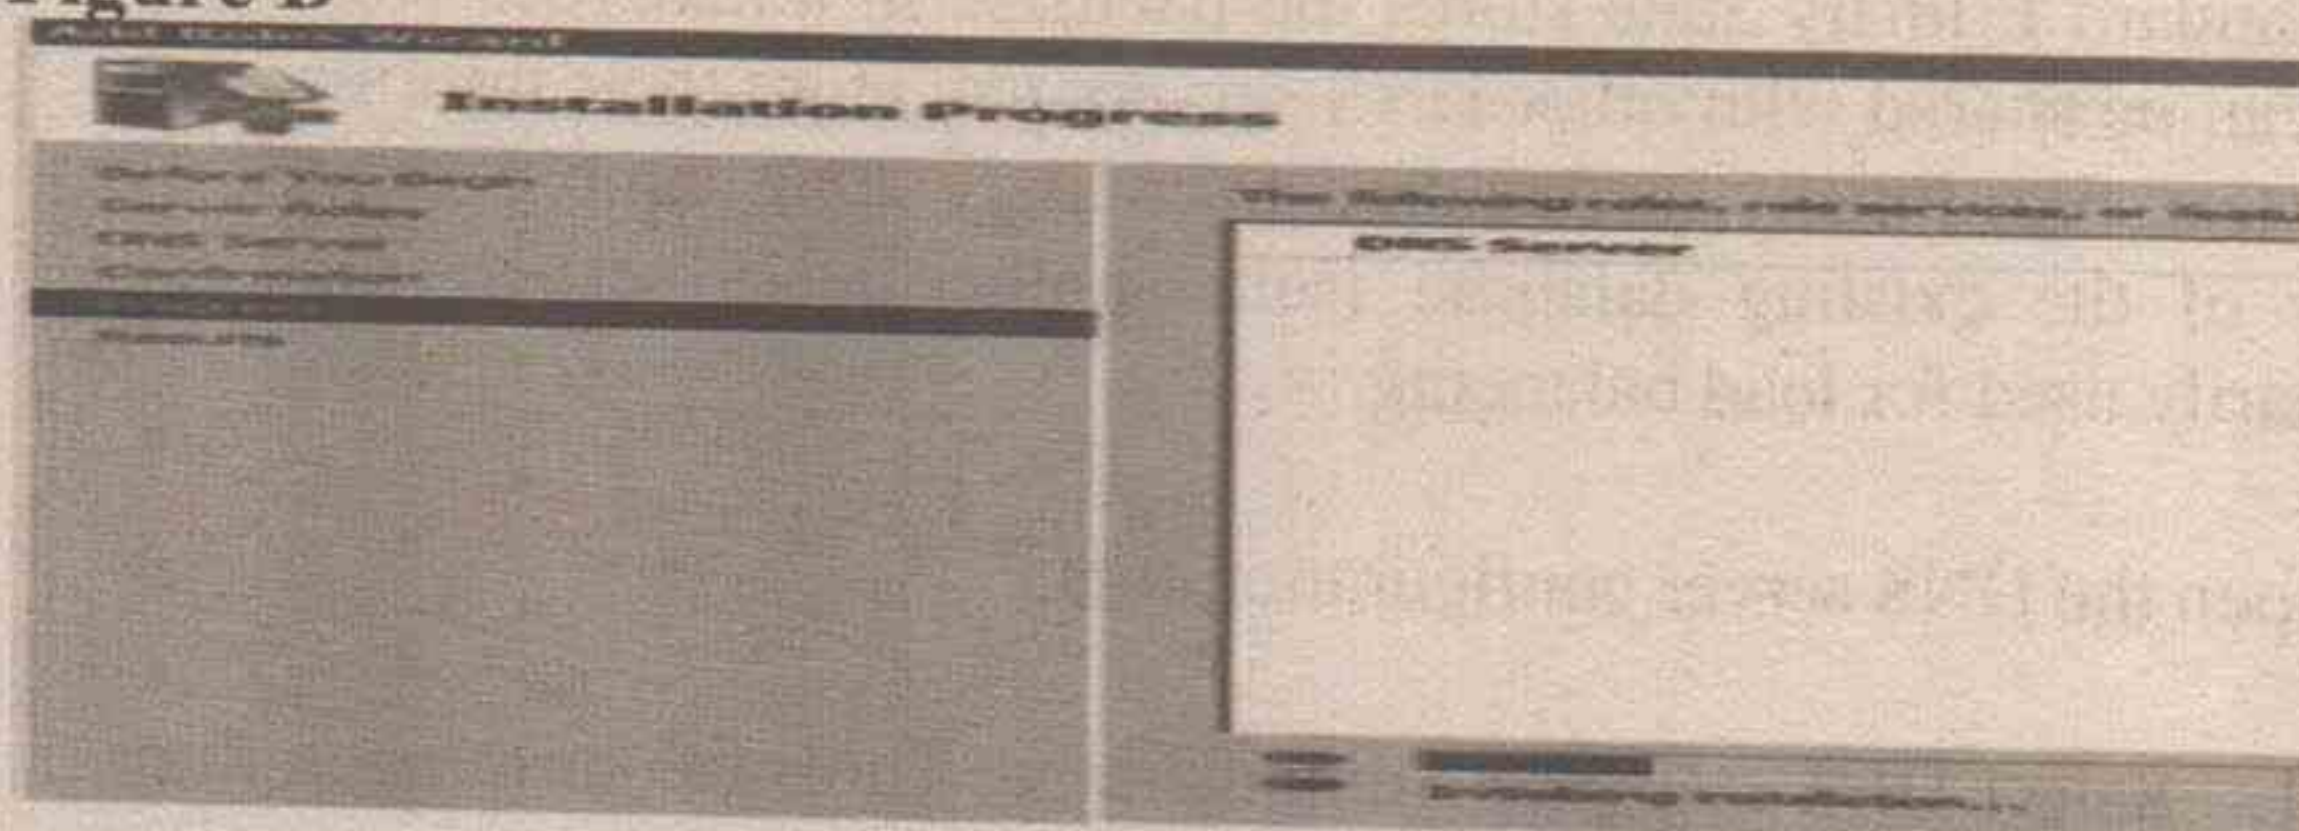 Figure B
Add Roles Wizard
Installation Progress
Before You Begin
Server Roles
DNS Server
Confirmation
Results
The following roles, role services, or
DNS Server
Initializing installation...